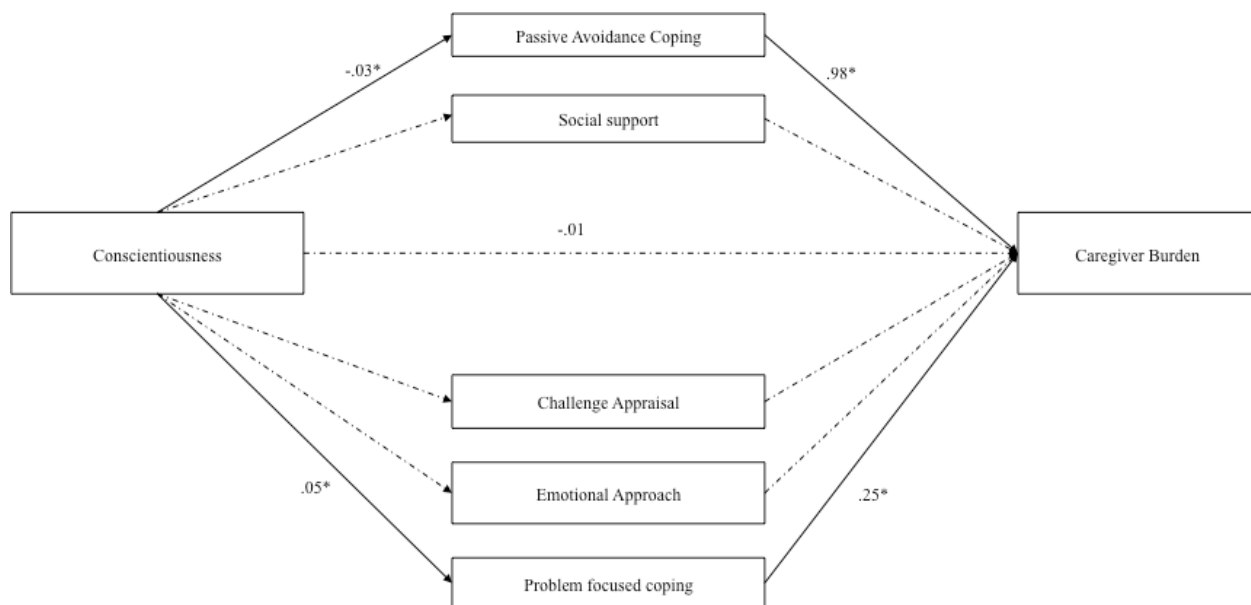 Passive Avoidance Coping
-.03*
.98*
Social support
-.01
Conscientiousness
Caregiver Burden
Challenge Appraisal
Emotional Approach
.05*
.25*
Problem focused coping